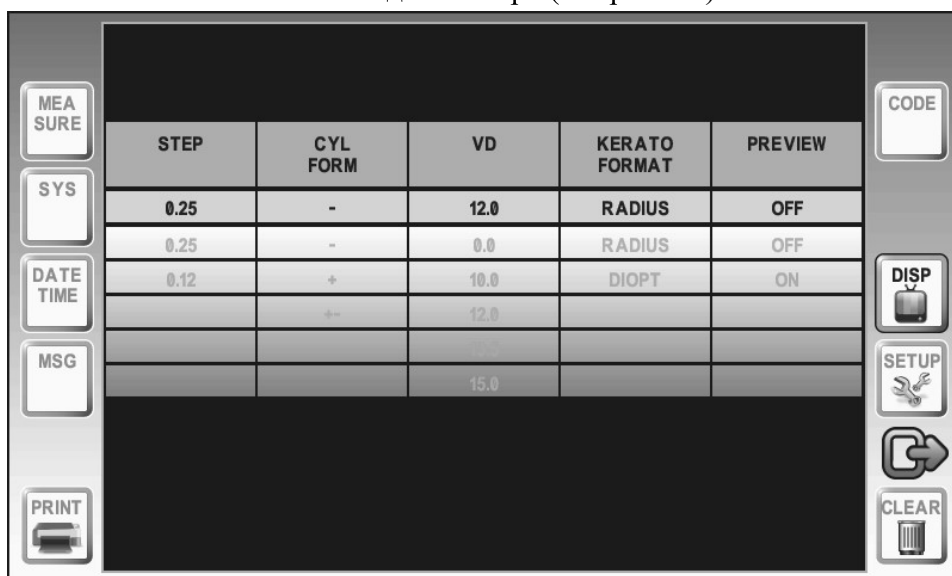 MEA
SURE
SYS
DATE
TIME
MSG
PRINT
STEP CYL FORM VD KERATO FORMAT PREVIEW
0.25 - 12.0 RADIUS OFF
0.25 - 0.0 RADIUS OFF
0.12 + 10.0 DIOPT ON
+- 12.0
15.0
CODE
DISP
SETUP
CLEAR